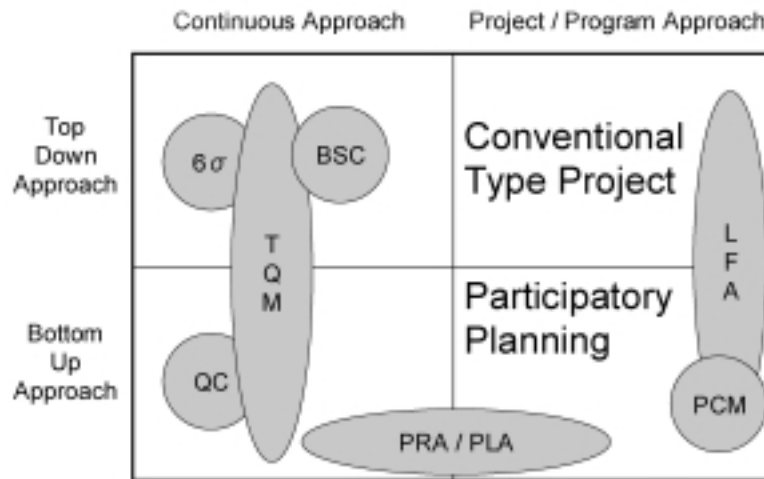 Continuous Approach
Project / Program Approach
Top
Down
Approach
6σ
BSC
Conventional
Type Project
T
Q
M
L
F
A
Bottom
Up
Approach
QC
Participatory
Planning
PCM
PRA / PLA